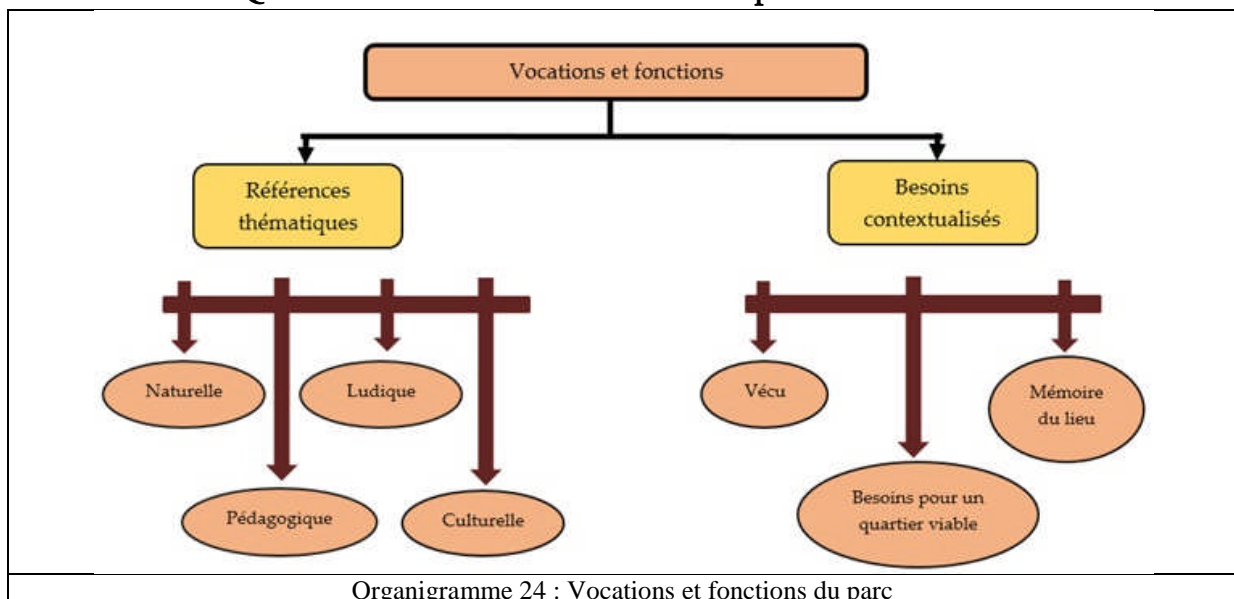 Vocations et fonctions
Références
thématiques
Besoins
contextualisés
Naturelle
Ludique
Vécu
Mémoire
du lieu
Pédagogique
Culturelle
Besoins pour un
quartier viable
Organigramme 24 : Vocations et fonctions du parc